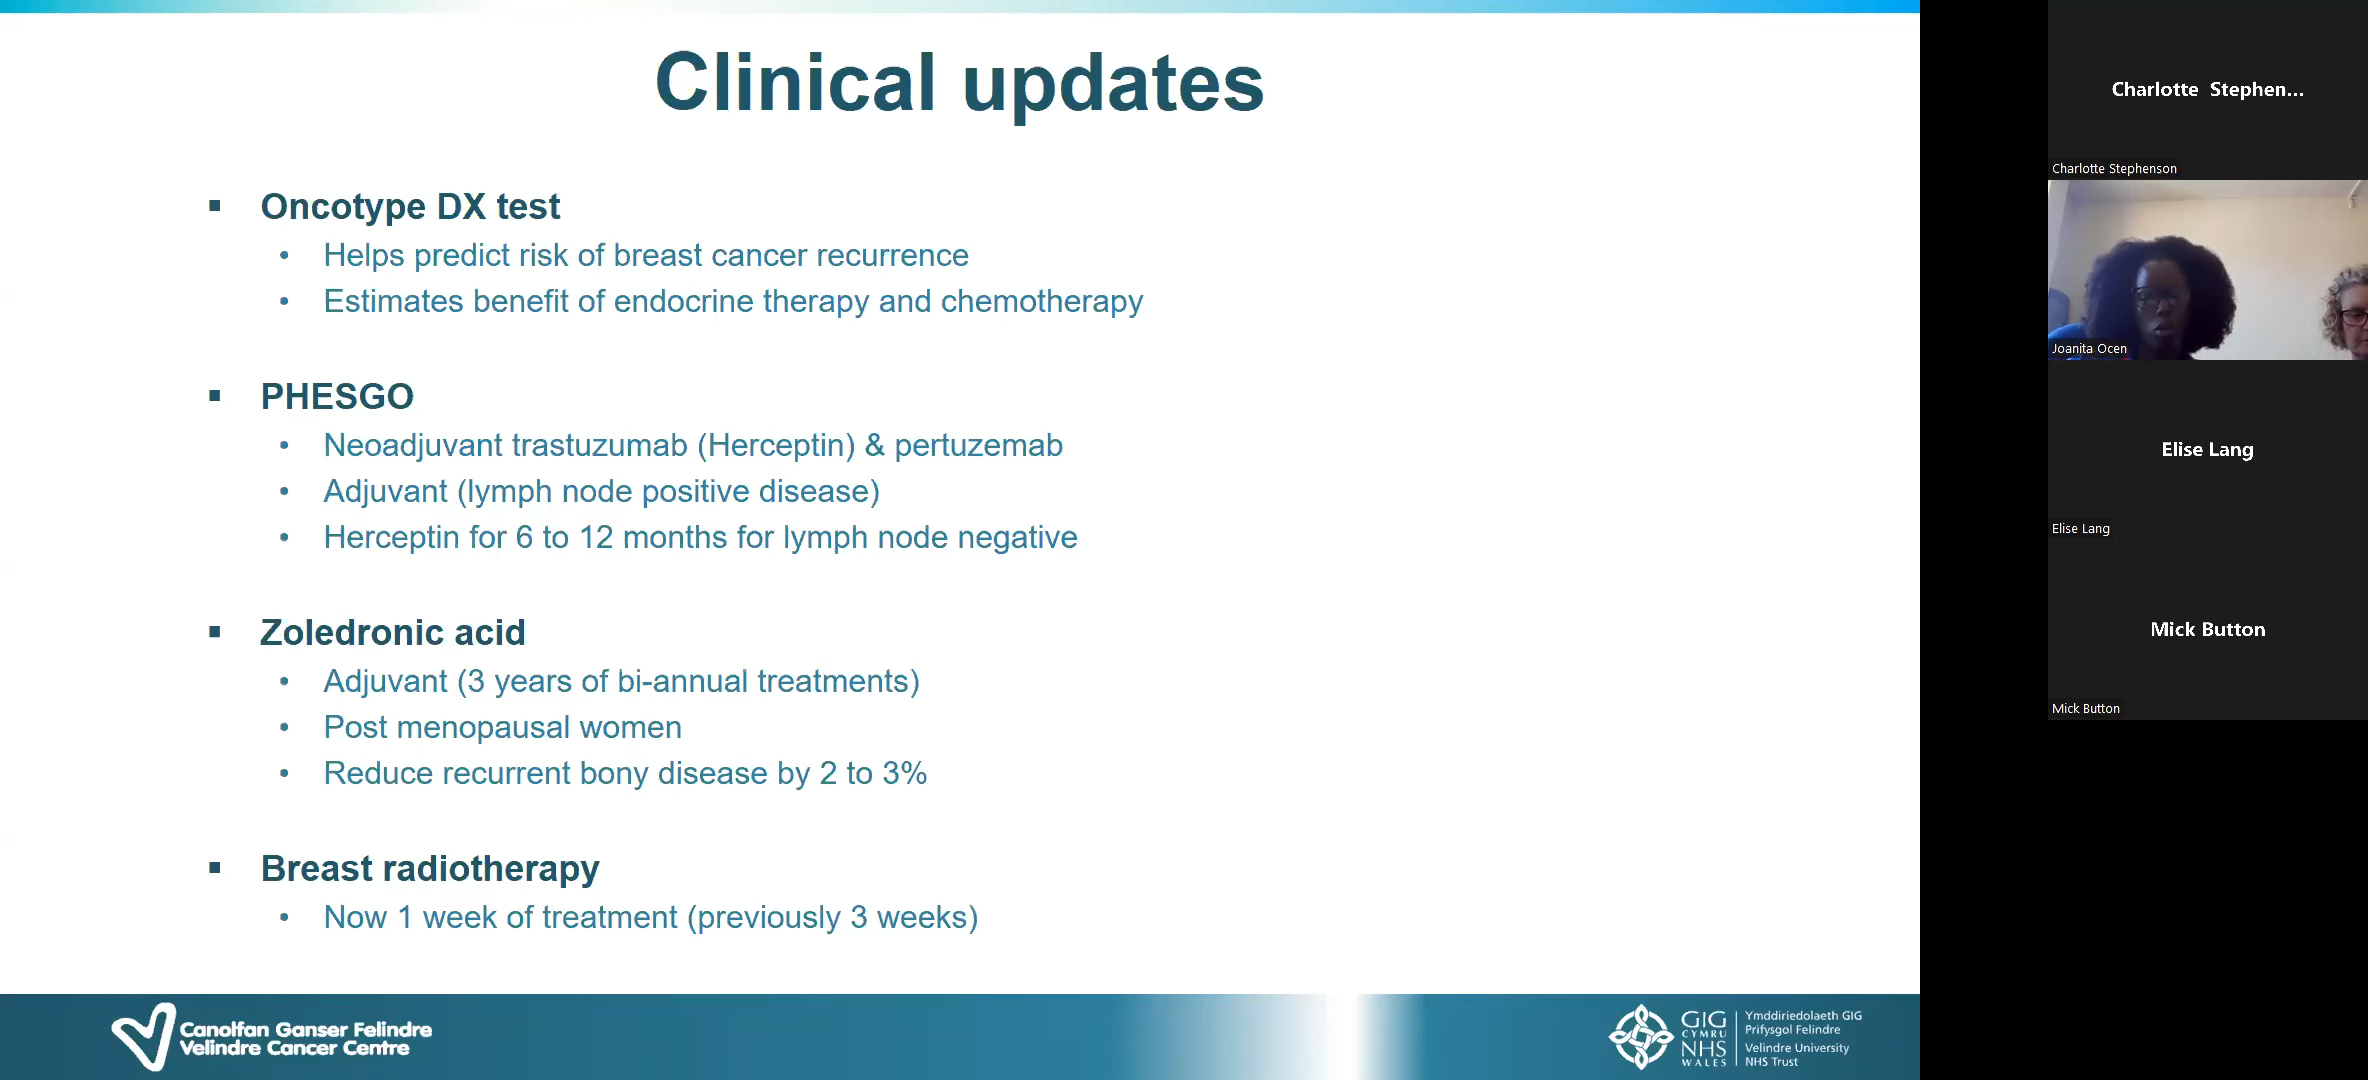 Clinical updates
▪ Oncotype DX test
• Helps predict risk of breast cancer recurrence
• Estimates benefit of endocrine therapy and chemotherapy
▪ PHESGO
• Neoadjuvant trastuzumab (Herceptin) & pertuzemab
• Adjuvant (lymph node positive disease)
• Herceptin for 6 to 12 months for lymph node negative
▪ Zoledronic acid
• Adjuvant (3 years of bi-annual treatments)
• Post menopausal women
• Reduce recurrent bony disease by 2 to 3%
▪ Breast radiotherapy
• Now 1 week of treatment (previously 3 weeks)
Canolfan Ganser Felindre
Velindre Cancer Centre
GIG
CYMRU
NHS
WALES
Ymddiriedolaeth GIG
Prifysgol Felindre
Velindre University
NHS Trust
Charlotte Stephen...
Charlotte Stephenson
Joanita Ocen
Elise Lang
Elise Lang
Mick Button
Mick Button